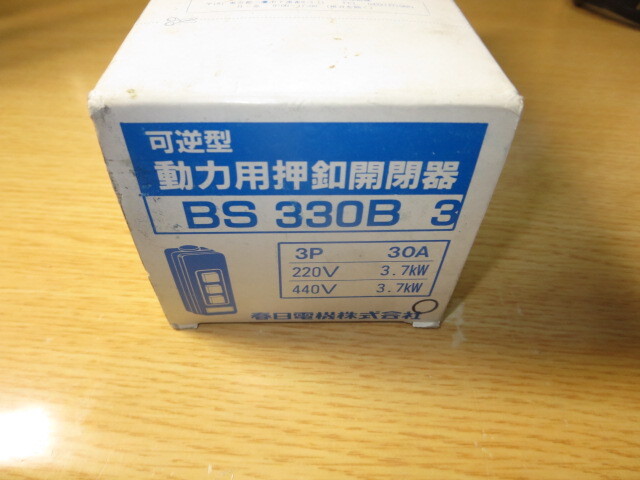 可逆型
動力用押釦開閉器
BS 330B 3
3P 30A
220V 3.7kW
440V 3.7kW
春日電機株式会社